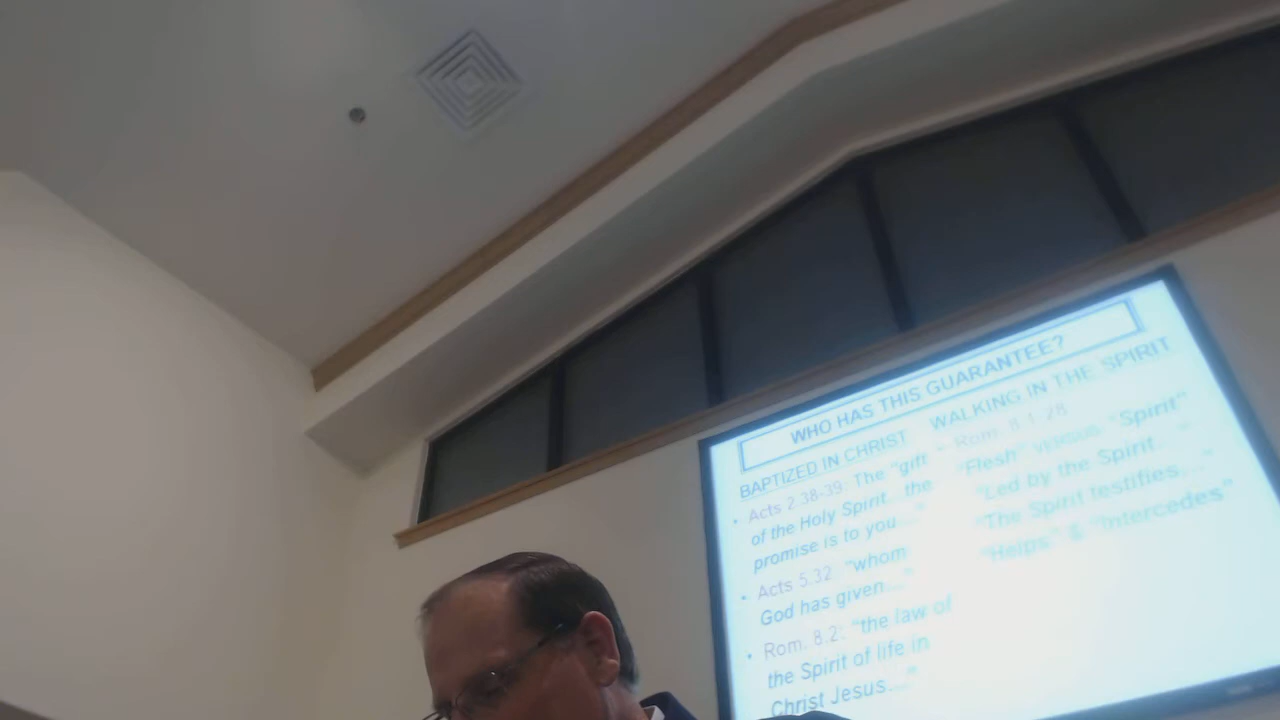 WHO HAS THIS GUARANTEE?
BAPTIZED IN CHRIST
• Acts 2.38-39: The "gift
of the Holy Spirit...the
promise is to you..."
• Acts 5.32: "whom
God has given..."
• Rom. 8.2: "the law of
the Spirit of life in
Christ Jesus..."
WALKING IN THE SPIRIT
• Rom. 8.1-28
"Flesh" versus "Spirit"
"Led by the Spirit..."
"The Spirit testifies..."
"Helps" & "Intercedes"